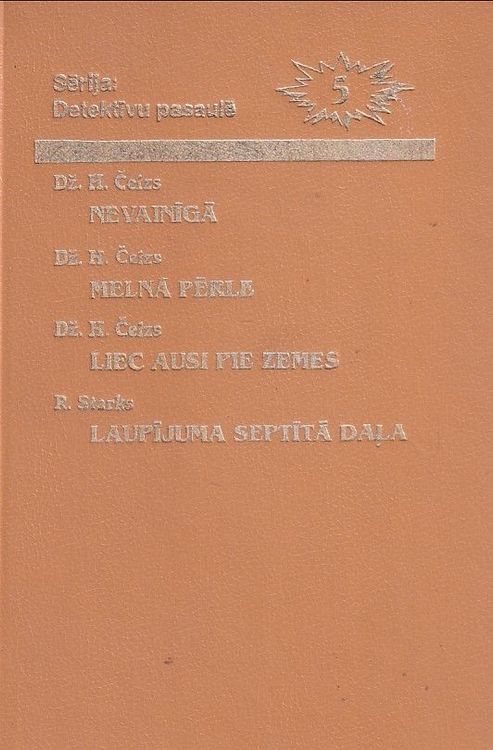 Sērija:
Detektīvu pasaulē
5
Dž. H. Čeizs
NEVAINĪGĀ
Dž. H. Čeizs
MELNĀ PĒRLE
Dž. H. Čeizs
LIEC AUSI PIE ZEMES
R. Starks
LAUPĪJUMA SEPTĪTĀ DAĻA